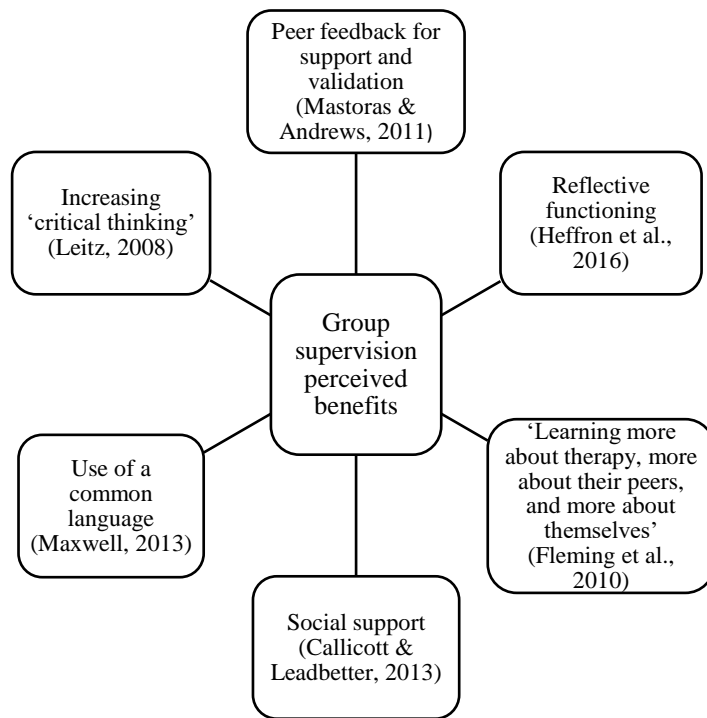 Peer feedback for
support and
validation
(Mastoras &
Andrews, 2011)
Increasing
‘critical thinking’
(Leitz, 2008)
Reflective
functioning
(Heffron et al.,
2016)
Group
supervision
perceived
benefits
Use of a
common
language
(Maxwell, 2013)
‘Learning more
about therapy, more
about their peers,
and more about
themselves’
(Fleming et al.,
2010)
Social support
(Callicott &
Leadbetter, 2013)